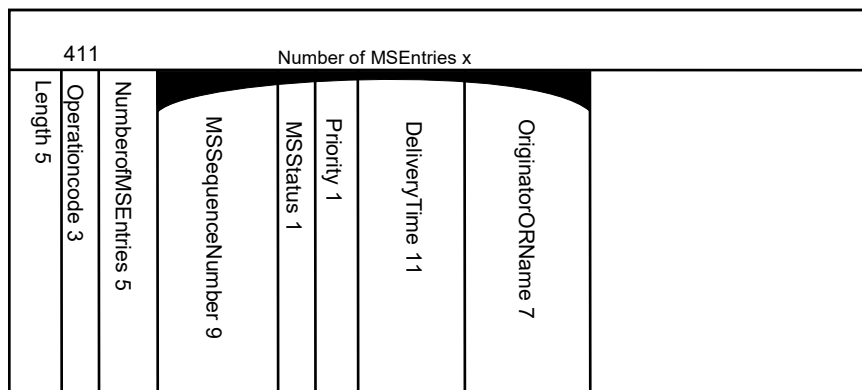 411
Number of MSEntries x
Length 5
Operationcode 3
NumberofMSEntries 5
MSSequenceNumber 9
MSStatus 1
Priority 1
DeliveryTime 11
OriginatorORName 7